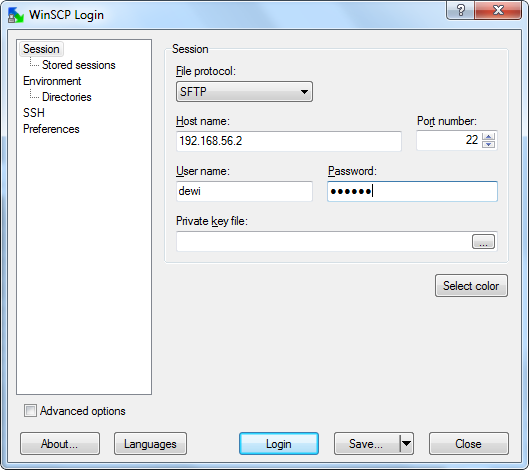 WinSCP Login
Session
Stored sessions
Environment
Directories
SSH
Preferences
Session
File protocol:
SFTP
Host name:
Port number:
192.168.56.2
22
User name:
Password:
dewi
●●●●●●
Private key file:
...
Select color
Advanced options
About...
Languages
Login
Save...
Close